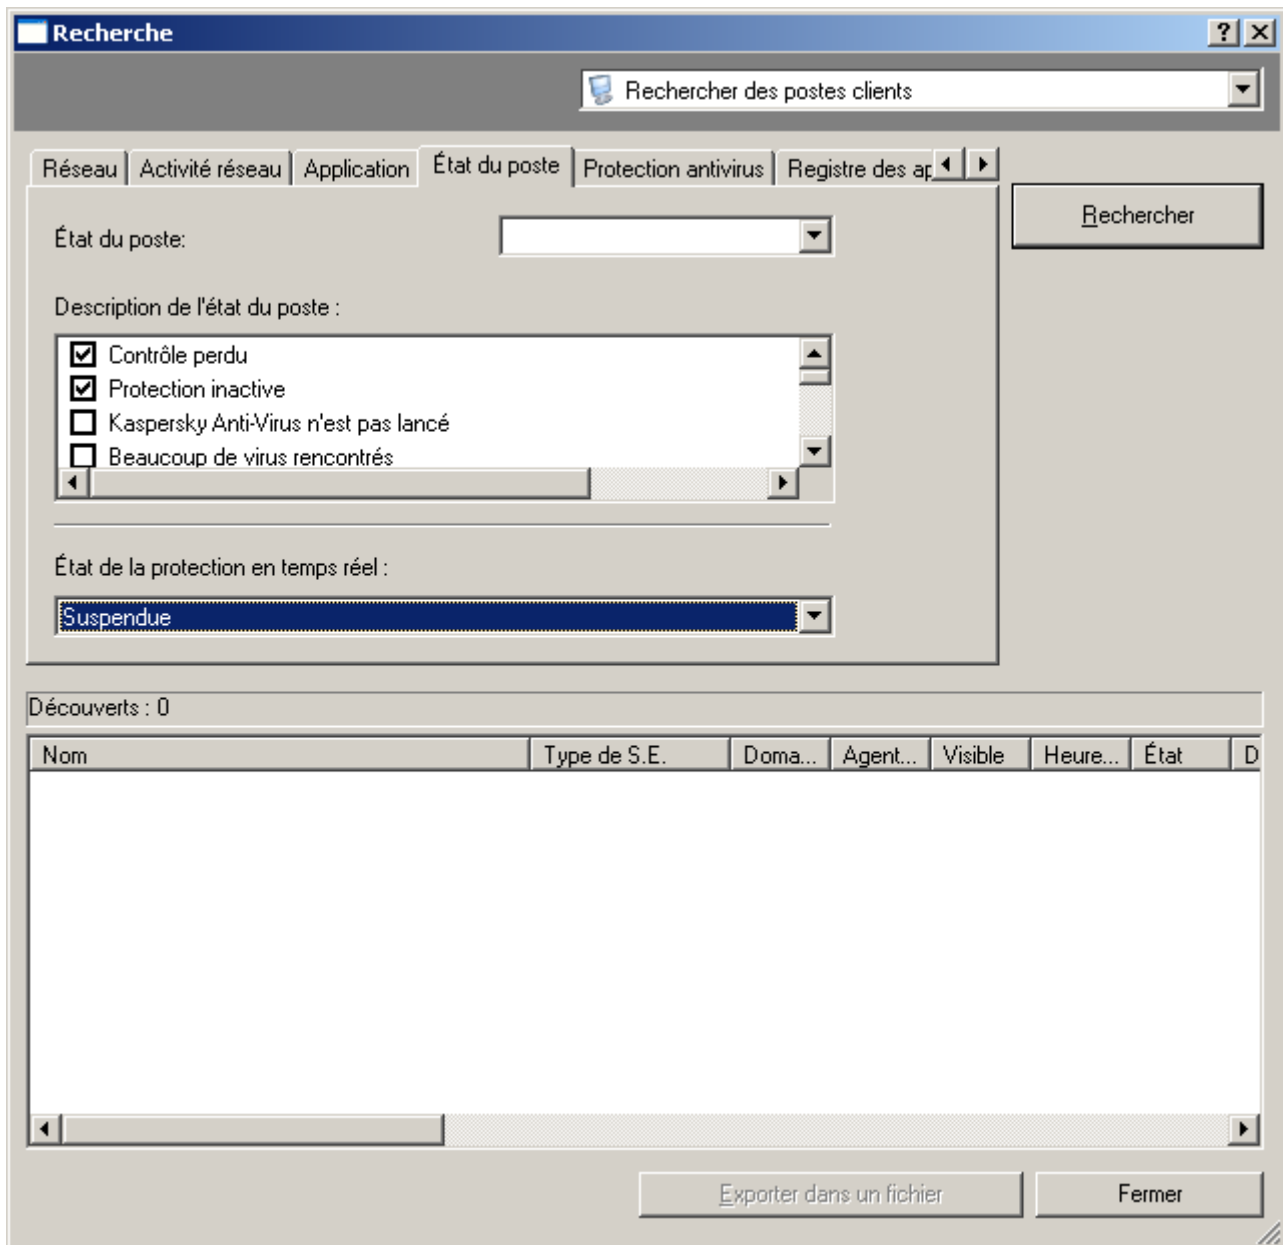 Recherche
Rechercher des postes clients
Réseau Activité réseau Application État du poste Protection antivirus Registre des ap
Rechercher
État du poste:
Description de l'état du poste :
Contrôle perdu
Protection inactive
Kaspersky Anti-Virus n'est pas lancé
Beaucoup de virus rencontrés
État de la protection en temps réel :
Suspendue
Découverts : 0
Nom Type de S.E. Doma... Agent... Visible Heure... État D
Exporter dans un fichier Fermer